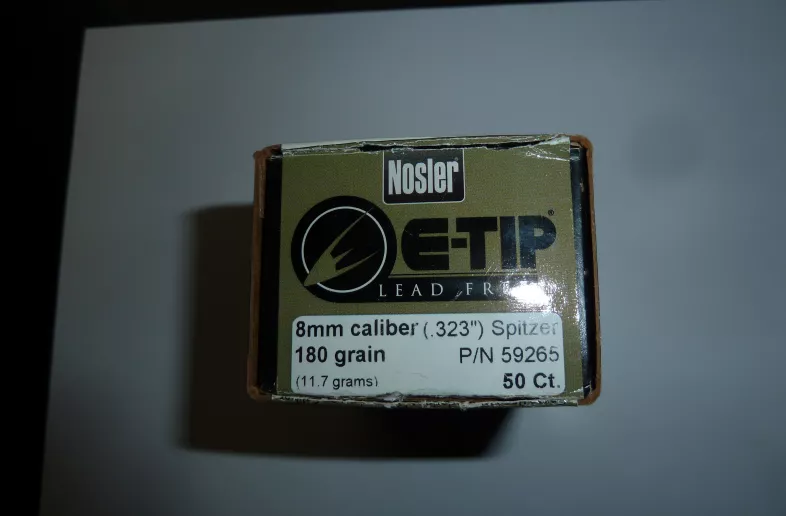 Nosler
E-TIP®
LEAD FREE
8mm caliber (.323") Spitzer
180 grain P/N 59265
(11.7 grams) 50 Ct.